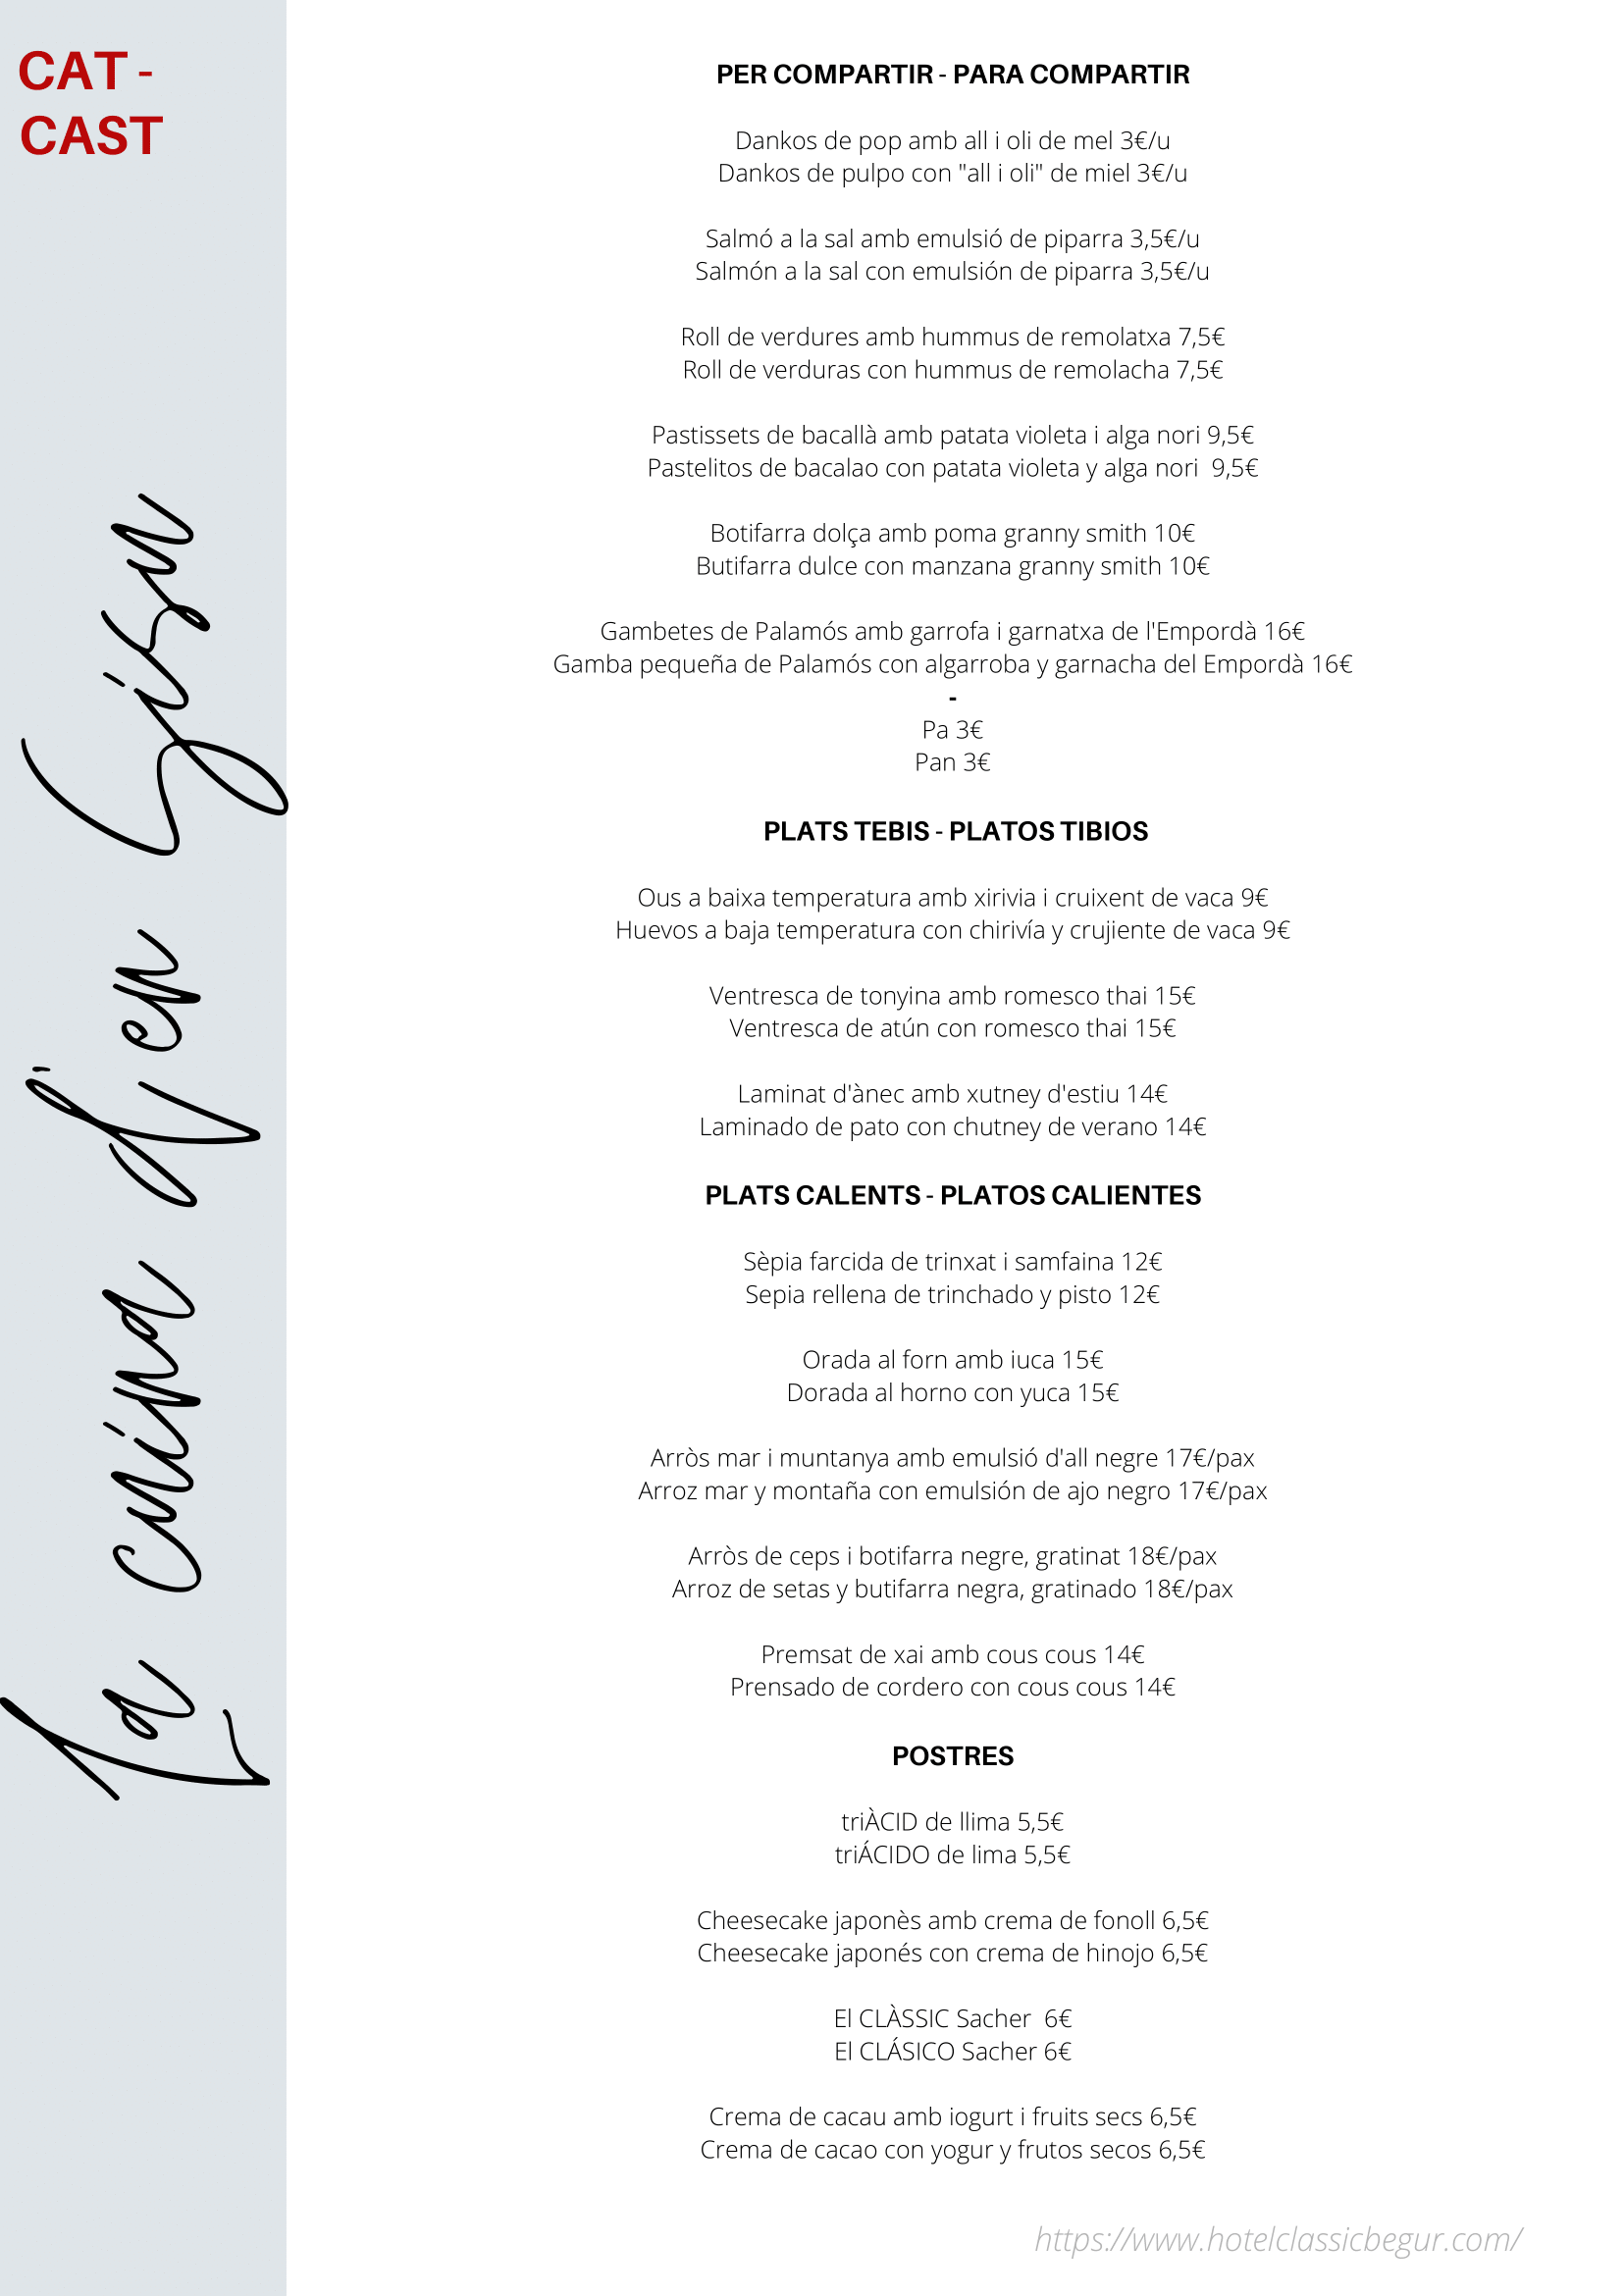 CAT -
CAST
La cuina d'en Sisu
PER COMPARTIR - PARA COMPARTIR
Dankos de pop amb all i oli de mel 3€/u
Dankos de pulpo con "all i oli" de miel 3€/u
Salmó a la sal amb emulsió de piparra 3,5€/u
Salmón a la sal con emulsión de piparra 3,5€/u
Roll de verdures amb hummus de remolatxa 7,5€
Roll de verduras con hummus de remolacha 7,5€
Pastissets de bacallà amb patata violeta i alga nori 9,5€
Pastelitos de bacalao con patata violeta y alga nori  9,5€
Botifarra dolça amb poma granny smith 10€
Butifarra dulce con manzana granny smith 10€
Gambetes de Palamós amb garrofa i garnatxa de l'Empordà 16€
Gamba pequeña de Palamós con algarroba y garnacha del Empordà 16€
-
Pa 3€
Pan 3€
PLATS TEBIS - PLATOS TIBIOS
Ous a baixa temperatura amb xirivia i cruixent de vaca 9€
Huevos a baja temperatura con chirivía y crujiente de vaca 9€
Ventresca de tonyina amb romesco thai 15€
Ventresca de atún con romesco thai 15€
Laminat d'ànec amb xutney d'estiu 14€
Laminado de pato con chutney de verano 14€
PLATS CALENTS - PLATOS CALIENTES
Sèpia farcida de trinxat i samfaina 12€
Sepia rellena de trinchado y pisto 12€
Orada al forn amb iuca 15€
Dorada al horno con yuca 15€
Arròs mar i muntanya amb emulsió d'all negre 17€/pax
Arroz mar y montaña con emulsión de ajo negro 17€/pax
Arròs de ceps i botifarra negre, gratinat 18€/pax
Arroz de setas y butifarra negra, gratinado 18€/pax
Premsat de xai amb cous cous 14€
Prensado de cordero con cous cous 14€
POSTRES
triÀCID de llima 5,5€
triÁCIDO de lima 5,5€
Cheesecake japonès amb crema de fonoll 6,5€
Cheesecake japonés con crema de hinojo 6,5€
El CLÀSSIC Sacher  6€
El CLÁSICO Sacher 6€
Crema de cacau amb iogurt i fruits secs 6,5€
Crema de cacao con yogur y frutos secos 6,5€
https://www.hotelclassicbegur.com/